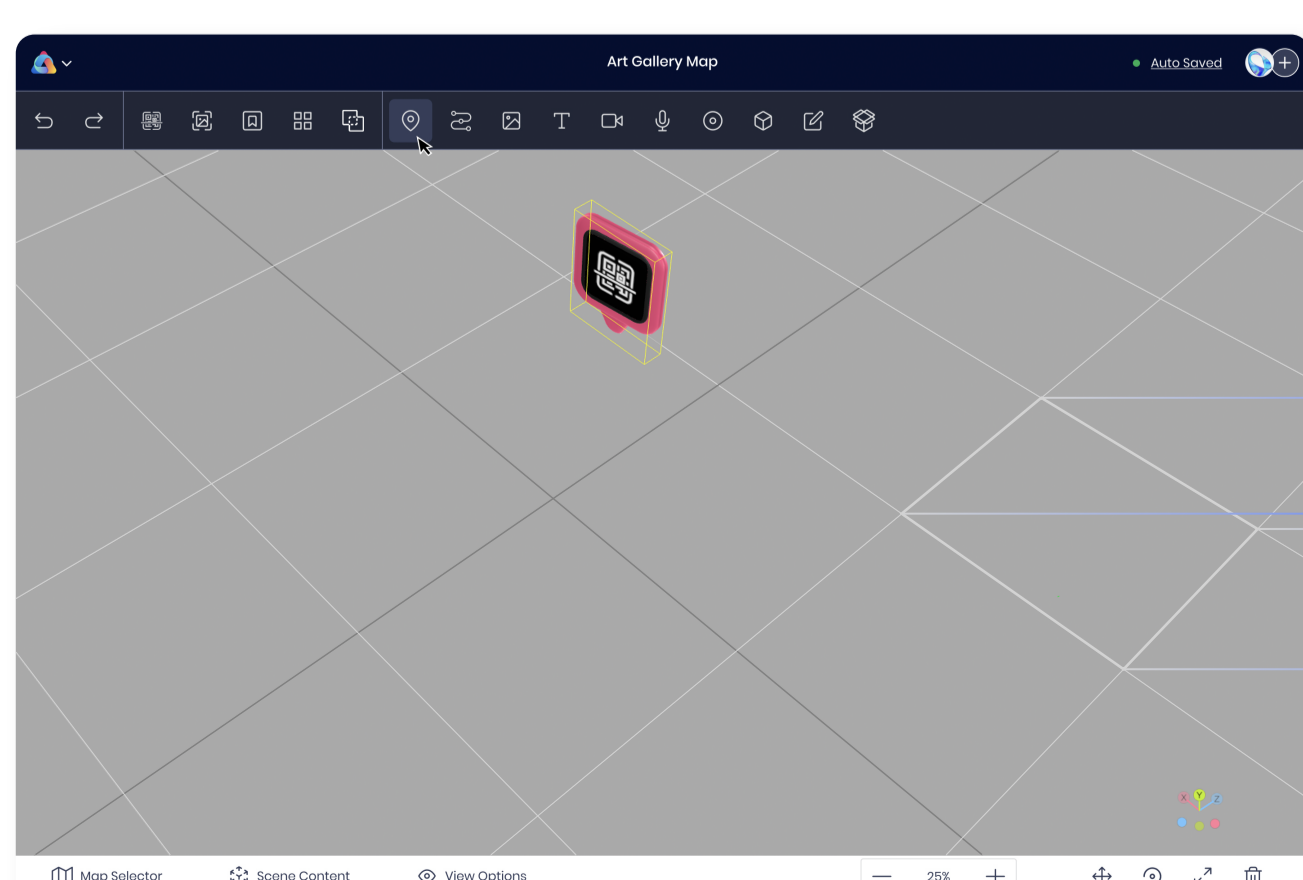 Art Gallery Map
Auto Saved
X Y Z
Map Selector
Scene Content
View Options
25%